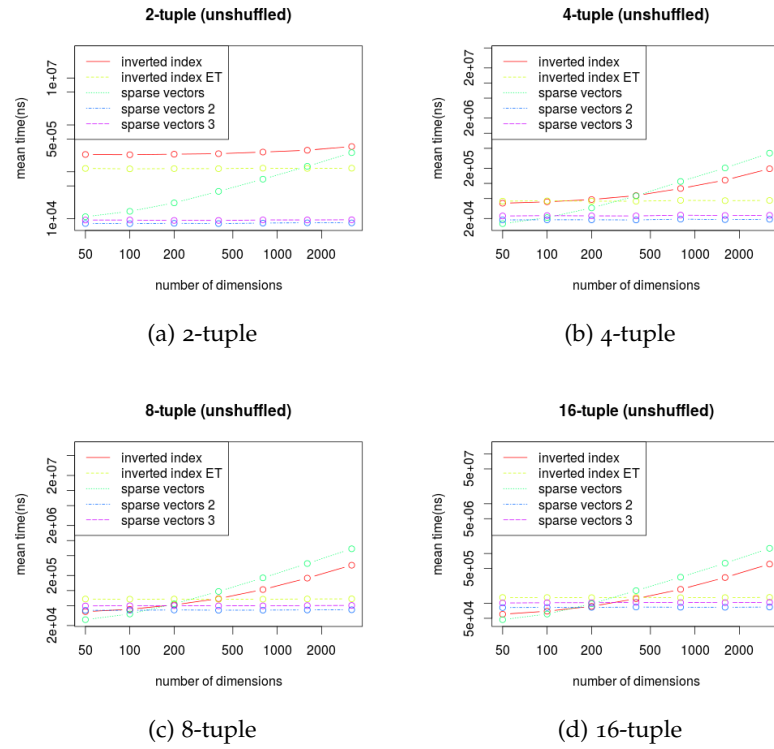 2-tuple (unshuffled)
mean time(ns)
1e+07
5e+05
1e+04
inverted index
inverted index ET
sparse vectors
sparse vectors 2
sparse vectors 3
50 100 200 500 1000 2000
number of dimensions
(a) 2-tuple
4-tuple (unshuffled)
mean time(ns)
2e+07
2e+06
2e+05
2e+04
inverted index
inverted index ET
sparse vectors
sparse vectors 2
sparse vectors 3
50 100 200 500 1000 2000
number of dimensions
(b) 4-tuple
8-tuple (unshuffled)
mean time(ns)
2e+07
2e+06
2e+05
2e+04
inverted index
inverted index ET
sparse vectors
sparse vectors 2
sparse vectors 3
50 100 200 500 1000 2000
number of dimensions
(c) 8-tuple
16-tuple (unshuffled)
mean time(ns)
5e+07
5e+06
5e+05
5e+04
inverted index
inverted index ET
sparse vectors
sparse vectors 2
sparse vectors 3
50 100 200 500 1000 2000
number of dimensions
(d) 16-tuple